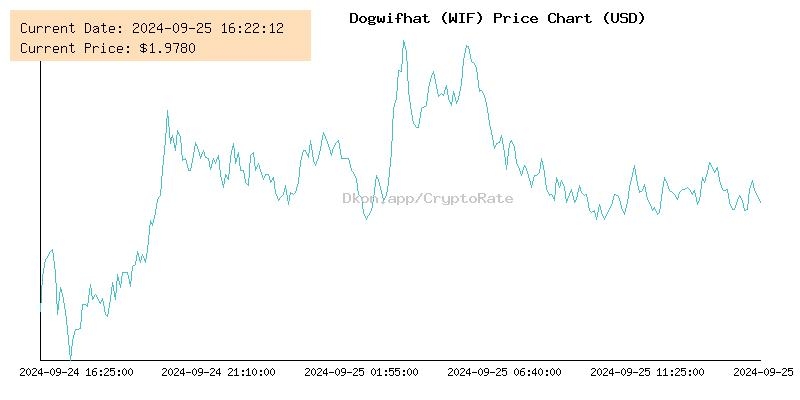 Dogwifhat (WIF) Price Chart (USD)
Current Date: 2024-09-25 16:22:12
Current Price: $1.9780
Dkon.app/CryptoRate
2024-09-24 16:25:00 2024-09-24 21:10:00 2024-09-25 01:55:00 2024-09-25 06:40:00 2024-09-25 11:25:00 2024-09-25